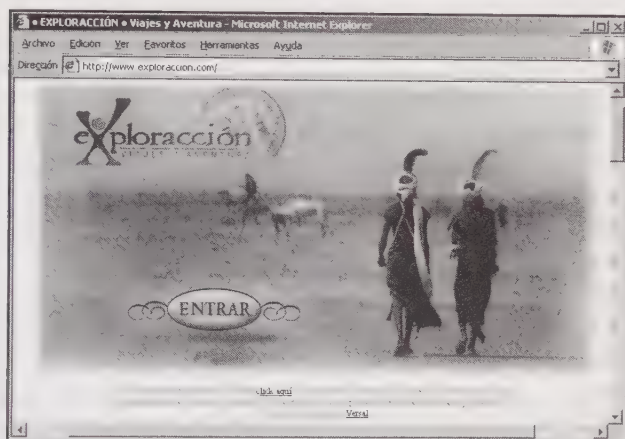 • EXPLORACCIÓN • Viajes y Aventura - Microsoft Internet Explorer
Archivo Edición Ver Favoritos Herramientas Ayuda
Dirección http://www.exploraccion.com/
exploracción
VIAJES Y AVENTURA
ENTRAR
click aquí
Versal